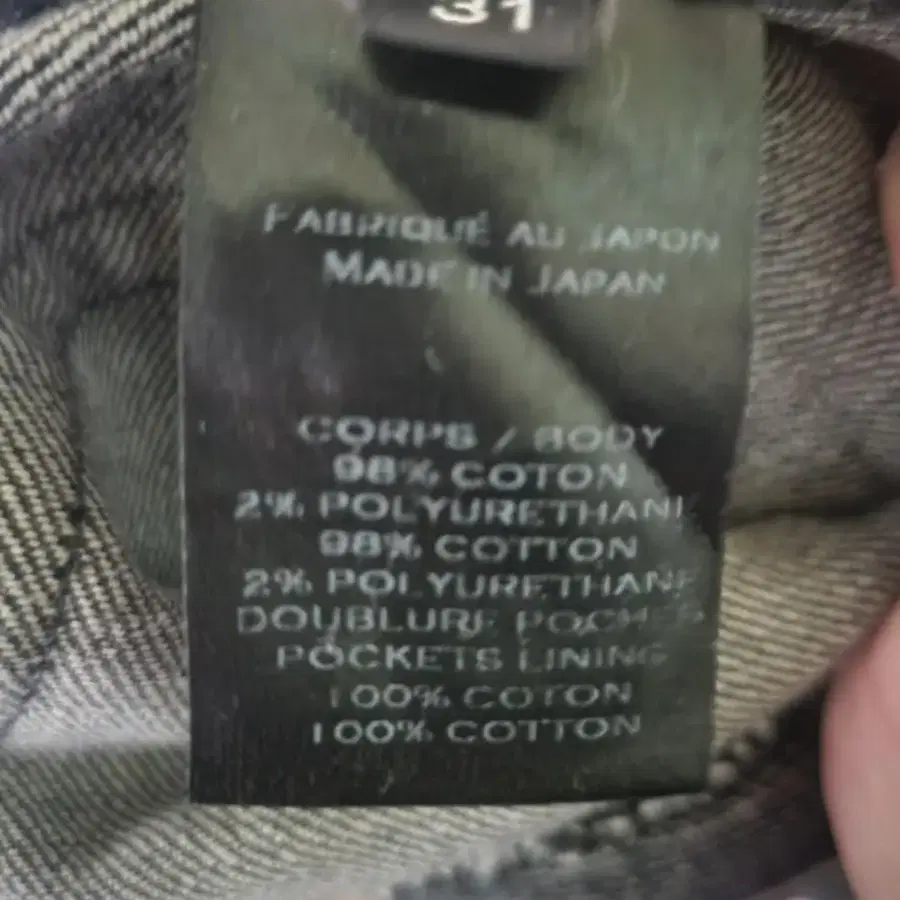 31
FABRIQUÉ AU JAPON
MADE IN JAPAN
CORPS / BODY
98% COTON
2% POLYURETHANE
98% COTTON
2% POLYURETHANE
DOUBLURE POCHES
POCKETS LINING
100% COTON
100% COTTON